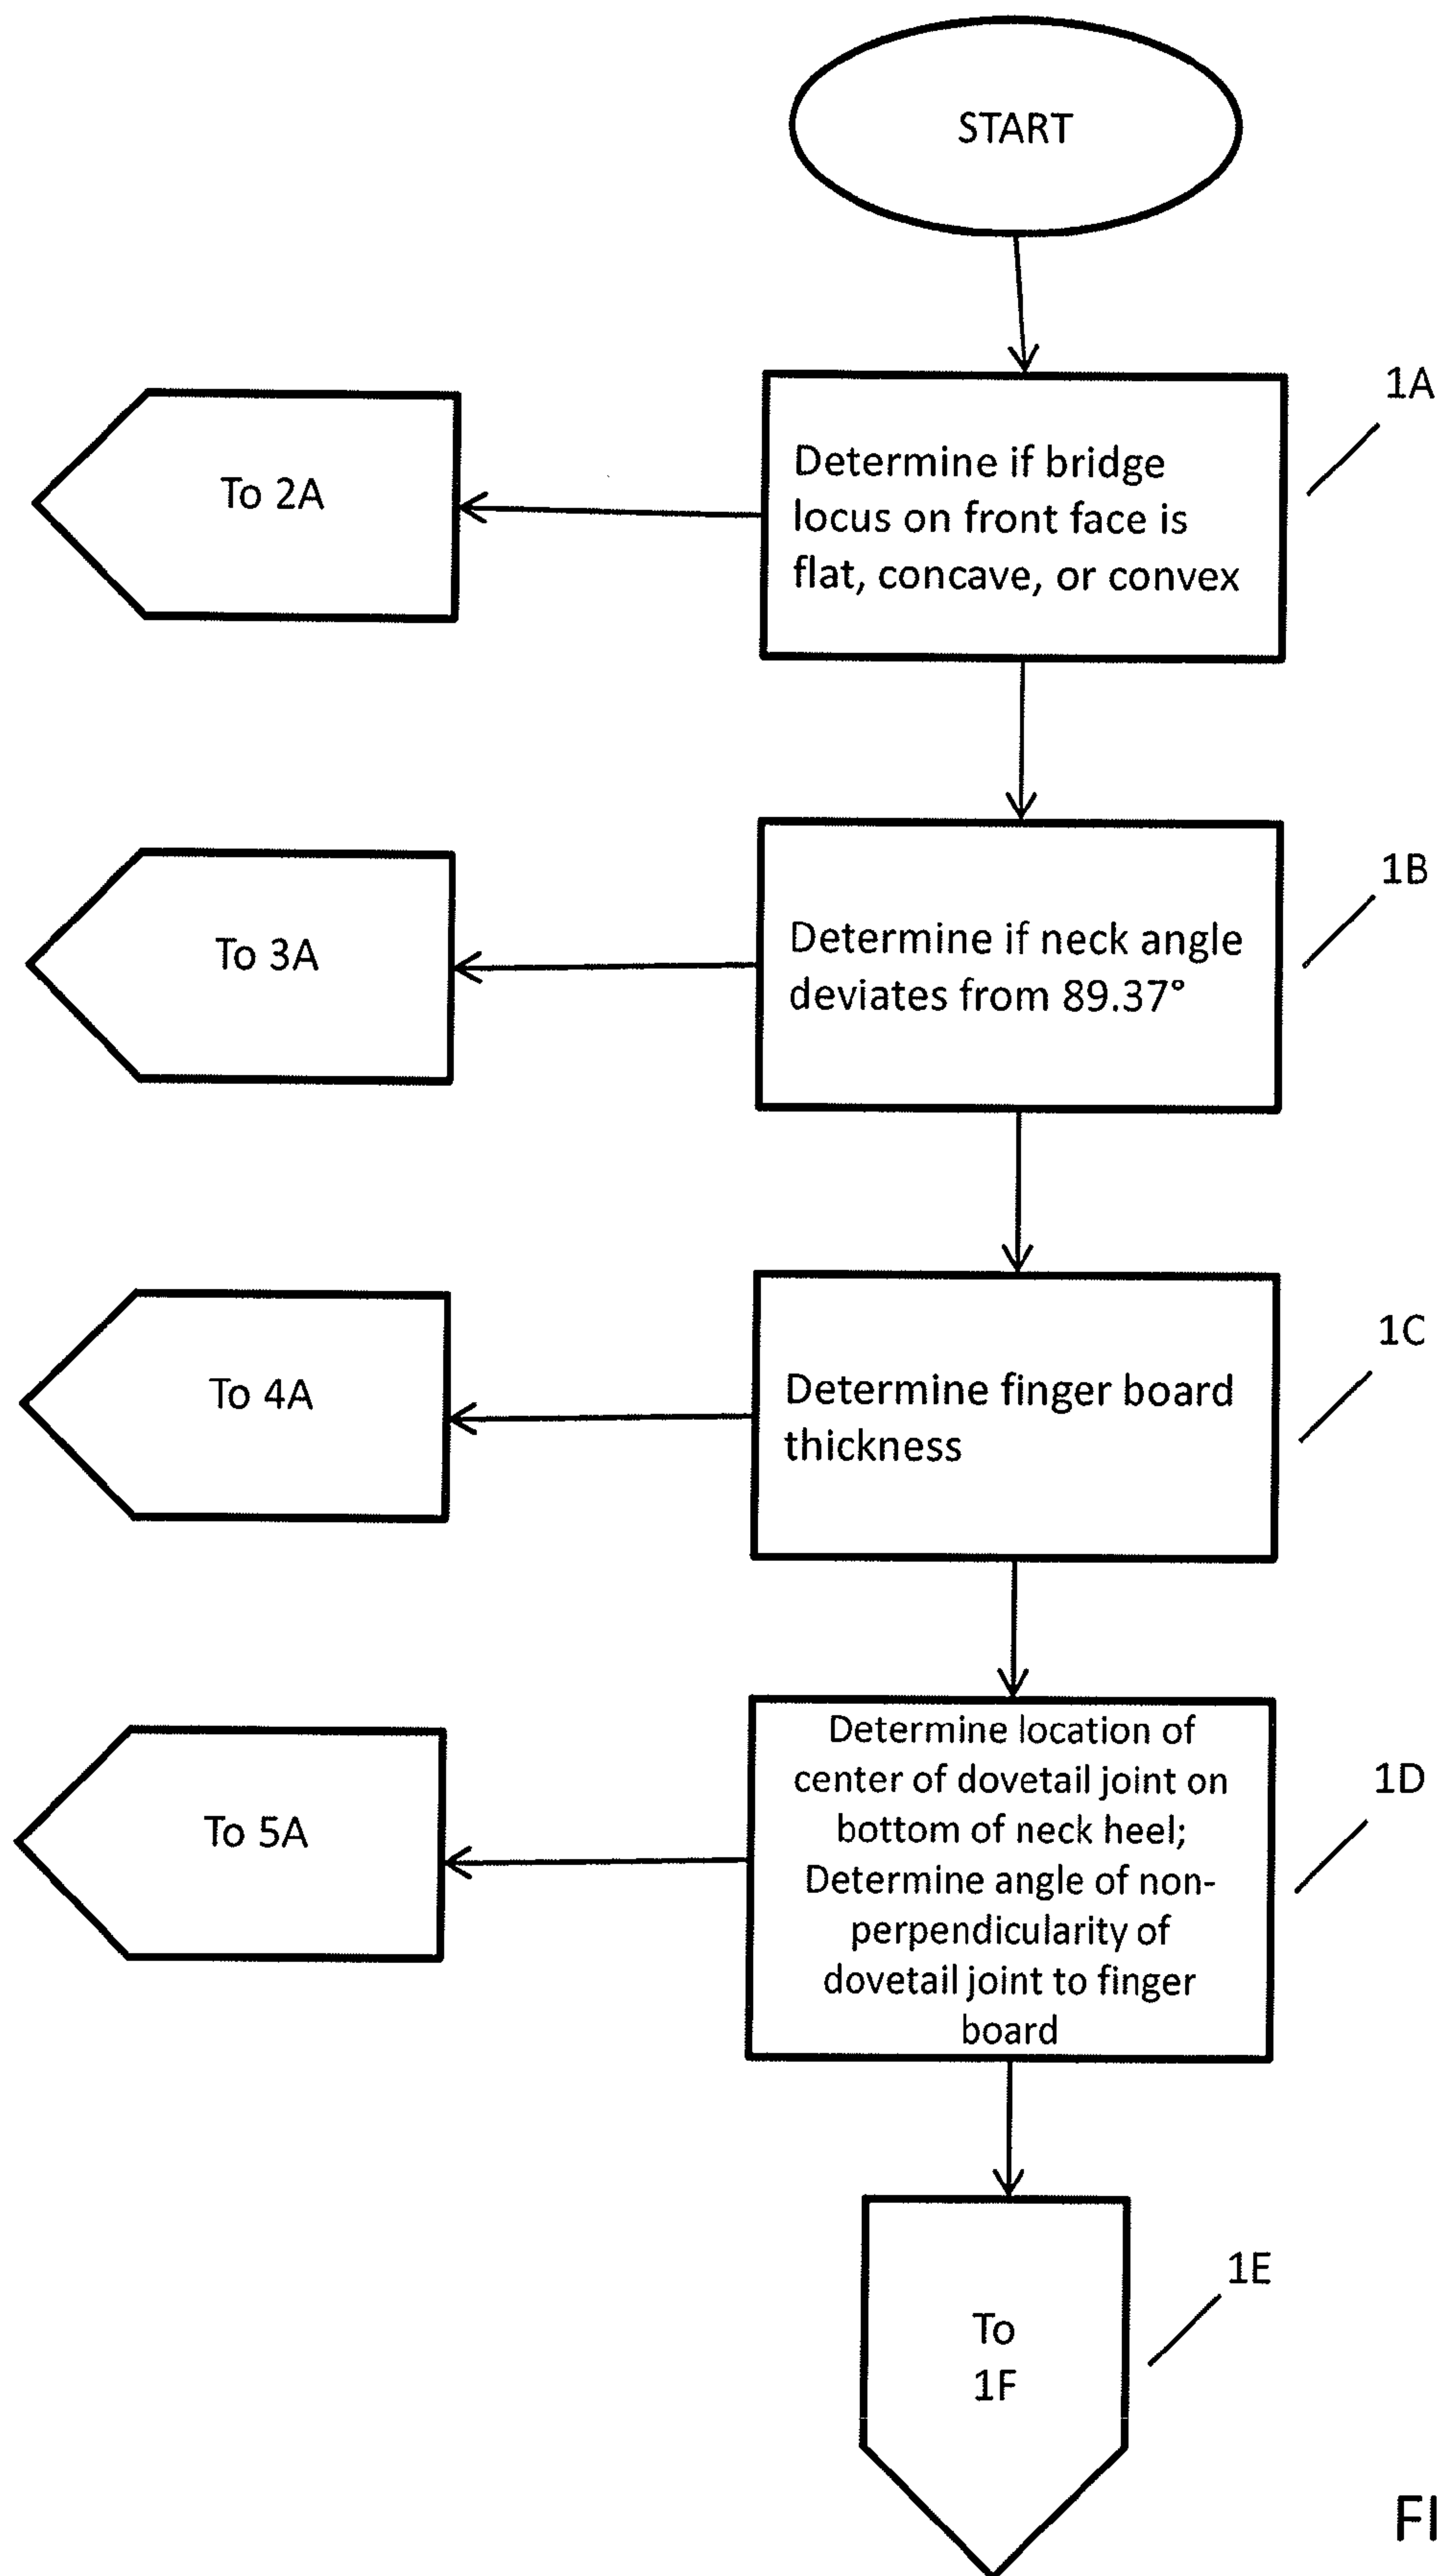 START
1A
Determine if bridge
locus on front face is
flat, concave, or convex
To 2A
1B
Determine if neck angle
deviates from 89.37°
To 3A
1C
Determine finger board
thickness
To 4A
1D
Determine location of
center of dovetail joint on
bottom of neck heel;
Determine angle of non-
perpendicularity of
dovetail joint to finger
board
To 5A
1E
To
1F
FI